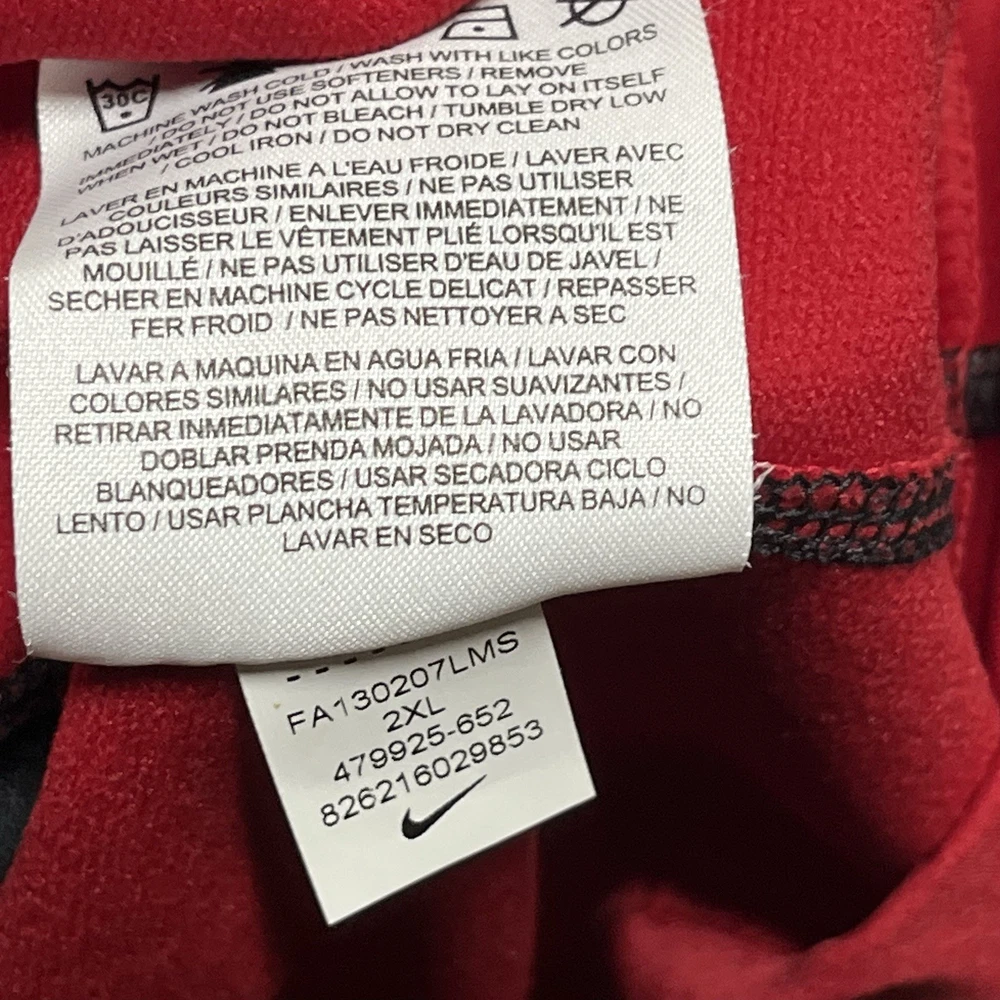 30C
MACHINE WASH COLD / WASH WITH LIKE COLORS
/ DO NOT USE SOFTENERS / REMOVE
IMMEDIATELY / DO NOT ALLOW TO LAY ON ITSELF
WHEN WET / DO NOT BLEACH / TUMBLE DRY LOW
/ COOL IRON / DO NOT DRY CLEAN
LAVER EN MACHINE A L'EAU FROIDE / LAVER AVEC
COULEURS SIMILAIRES / NE PAS UTILISER
D'ADOUCISSEUR / ENLEVER IMMEDIATEMENT / NE
PAS LAISSER LE VÊTEMENT PLIÉ LORSQU'IL EST
MOUILLÉ / NE PAS UTILISER D'EAU DE JAVEL /
SECHER EN MACHINE CYCLE DELICAT / REPASSER
FER FROID / NE PAS NETTOYER A SEC
LAVAR A MAQUINA EN AGUA FRIA / LAVAR CON
COLORES SIMILARES / NO USAR SUAVIZANTES /
RETIRAR INMEDIATAMENTE DE LA LAVADORA / NO
DOBLAR PRENDA MOJADA / NO USAR
BLANQUEADORES / USAR SECADORA CICLO
LENTO / USAR PLANCHA TEMPERATURA BAJA / NO
LAVAR EN SECO
FA130207LMS
2XL
479925-652
826216029853